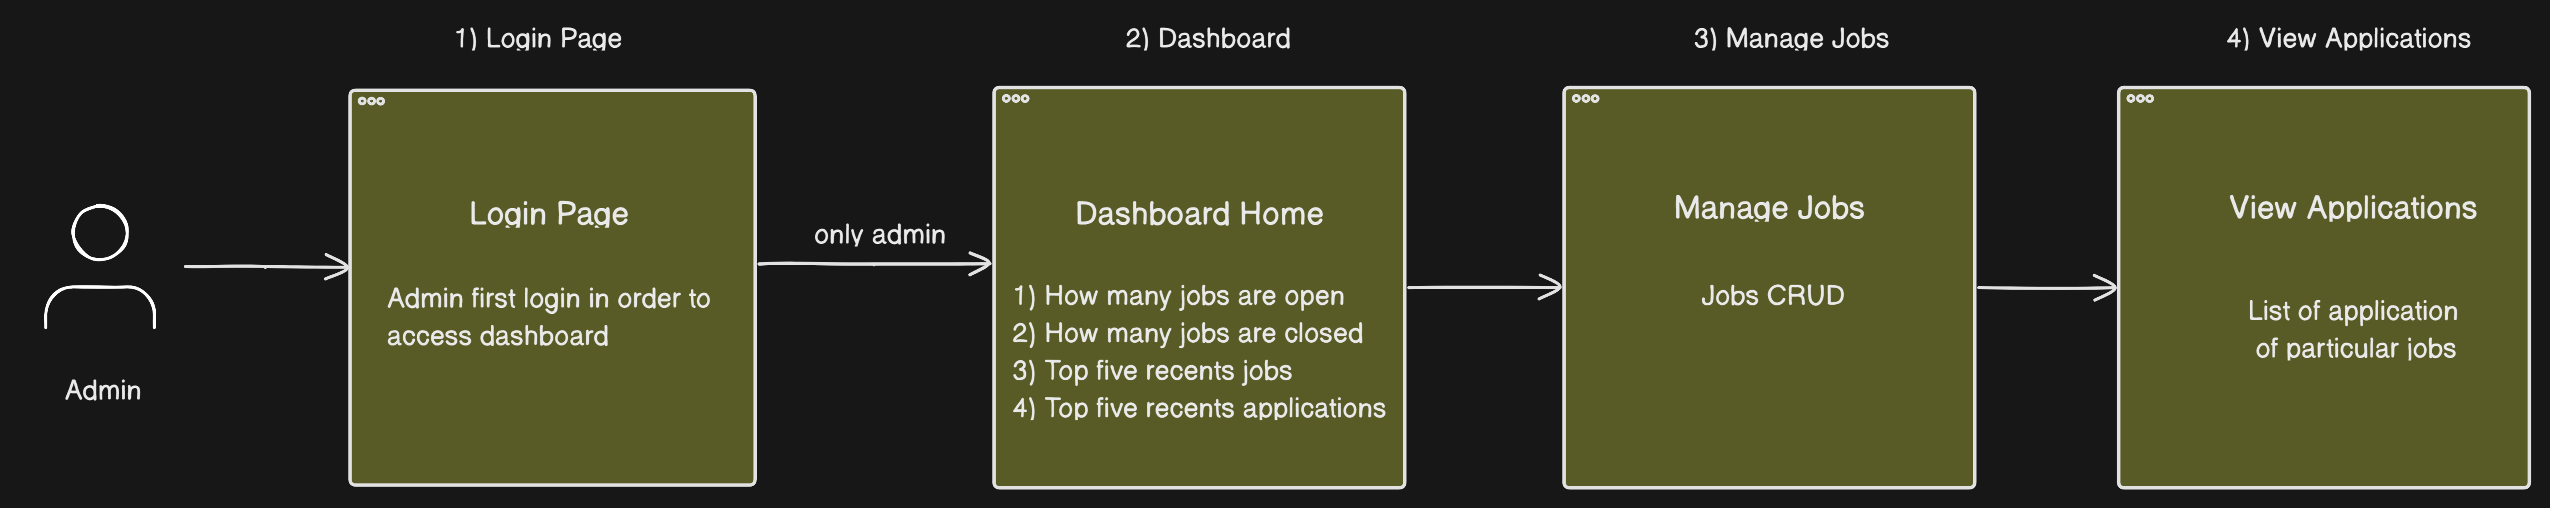 1) Login Page
2) Dashboard
3) Manage Jobs
4) View Applications
Admin
Login Page
Admin first login in order to
access dashboard
only admin
Dashboard Home
1) How many jobs are open
2) How many jobs are closed
3) Top five recents jobs
4) Top five recents applications
Manage Jobs
Jobs CRUD
View Applications
List of application
of particular jobs